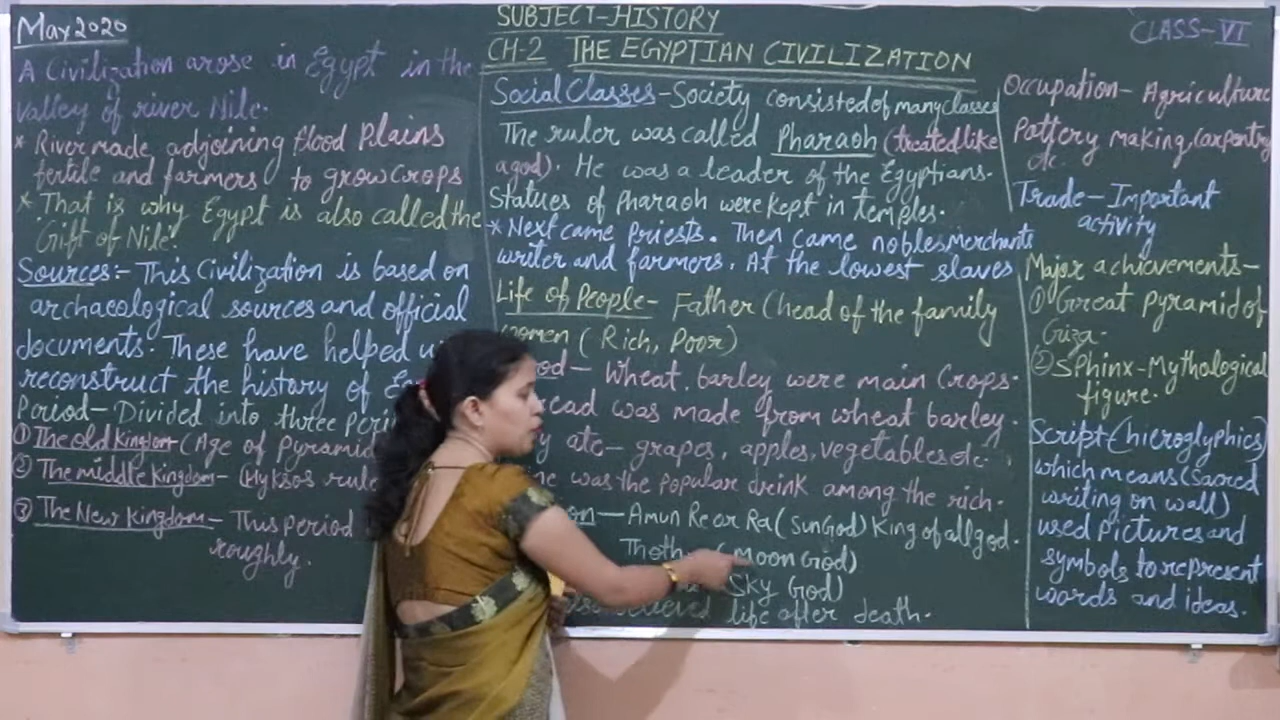 May 2020
SUBJECT-HISTORY
CLASS-VI
CH-2 THE EGYPTIAN CIVILIZATION
A Civilization arose in Egypt in the
valley of river Nile.
* River made adjoining flood Plains
fertile and farmers to grow crops
* That is why Egypt is also called the
Gift of Nile.
Sources:- This Civilization is based on
archaeological sources and official
documents. These have helped
reconstruct the history of
Period- Divided into three
① The old Kingdom (Age of Pyramid
② The middle Kingdom- (Hyksos rule
③ The New Kingdom- This period
roughly.
Social Classes- Society consisted of many classes
The ruler was called Pharaoh (treated like
a god). He was a leader of the Egyptians.
Statues of Pharaoh were kept in temples.
* Next came Priests. Then came nobles Merchants
writer and farmers. At the lowest slaves
Life of People- Father (head of the family
women (Rich, Poor)
- Wheat, barley were main Crops.
was made from wheat barley.
ate- grapes, apples, vegetables etc.
was the popular drink among the rich.
- Amun Re or Ra (Sun God) King of all god.
(Moon God)
Sky God)
life after death.
Occupation- Agriculture
Pottery making, Carpentry
etc.
Trade- Important
activity
Major achievements-
① Great Pyramid of
Giza.
② Sphinx- Mythological
figure.
Script- (hieroglyphics)
which means (Sacred
writing on wall)
used pictures and
symbols to represent
words and ideas.